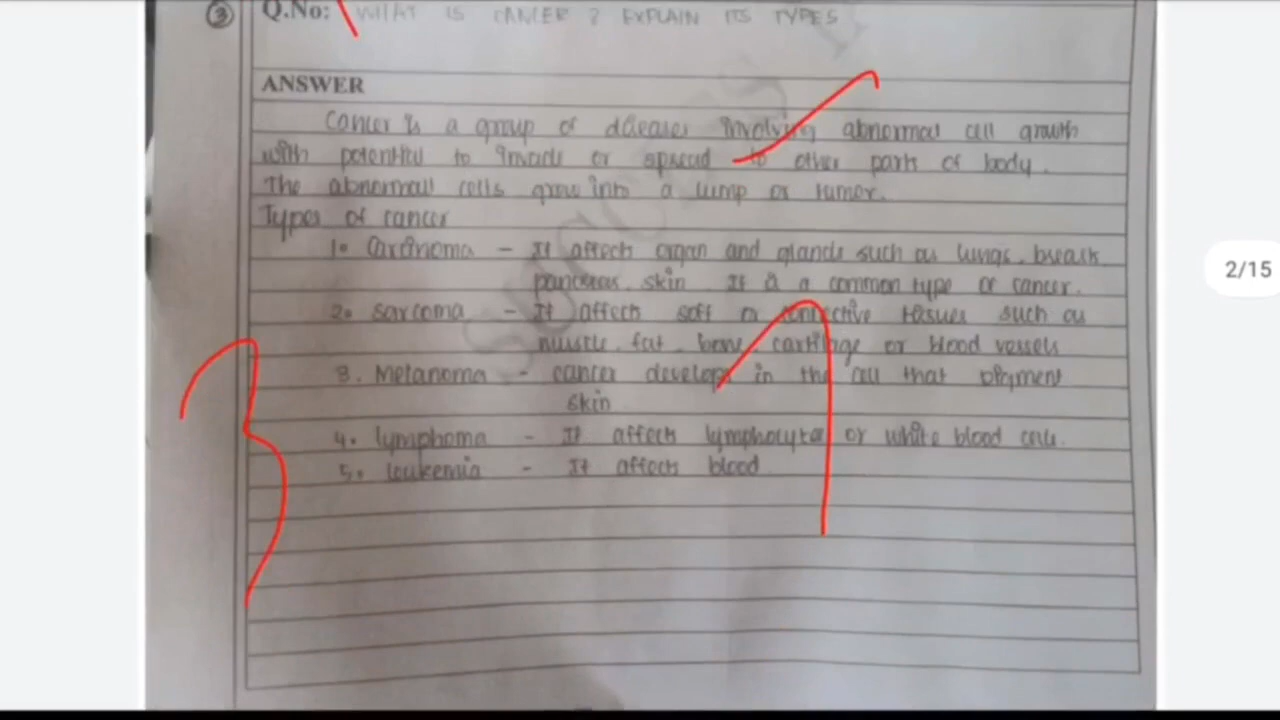 3 Q.No: WHAT IS CANCER ? EXPLAIN ITS TYPES
ANSWER
Cancer is a group of diseases involving abnormal cell growth
with potential to invade or spread to other parts of body.
The abnormal cells grow into a lump or tumor.
Types of cancer
1. Carcinoma - It affects organ and glands such as lungs, breast,
pancreas, skin. It is a common type of cancer.
2. Sarcoma - It affects soft or connective tissues such as
muscle, fat, bone, cartilage or blood vessels
3. Melanoma - cancer develops in the cell that pigment
skin
4. lymphoma - It affects lymphocytes or white blood cells.
5. leukemia - It affects blood
2/15
SUCCESS